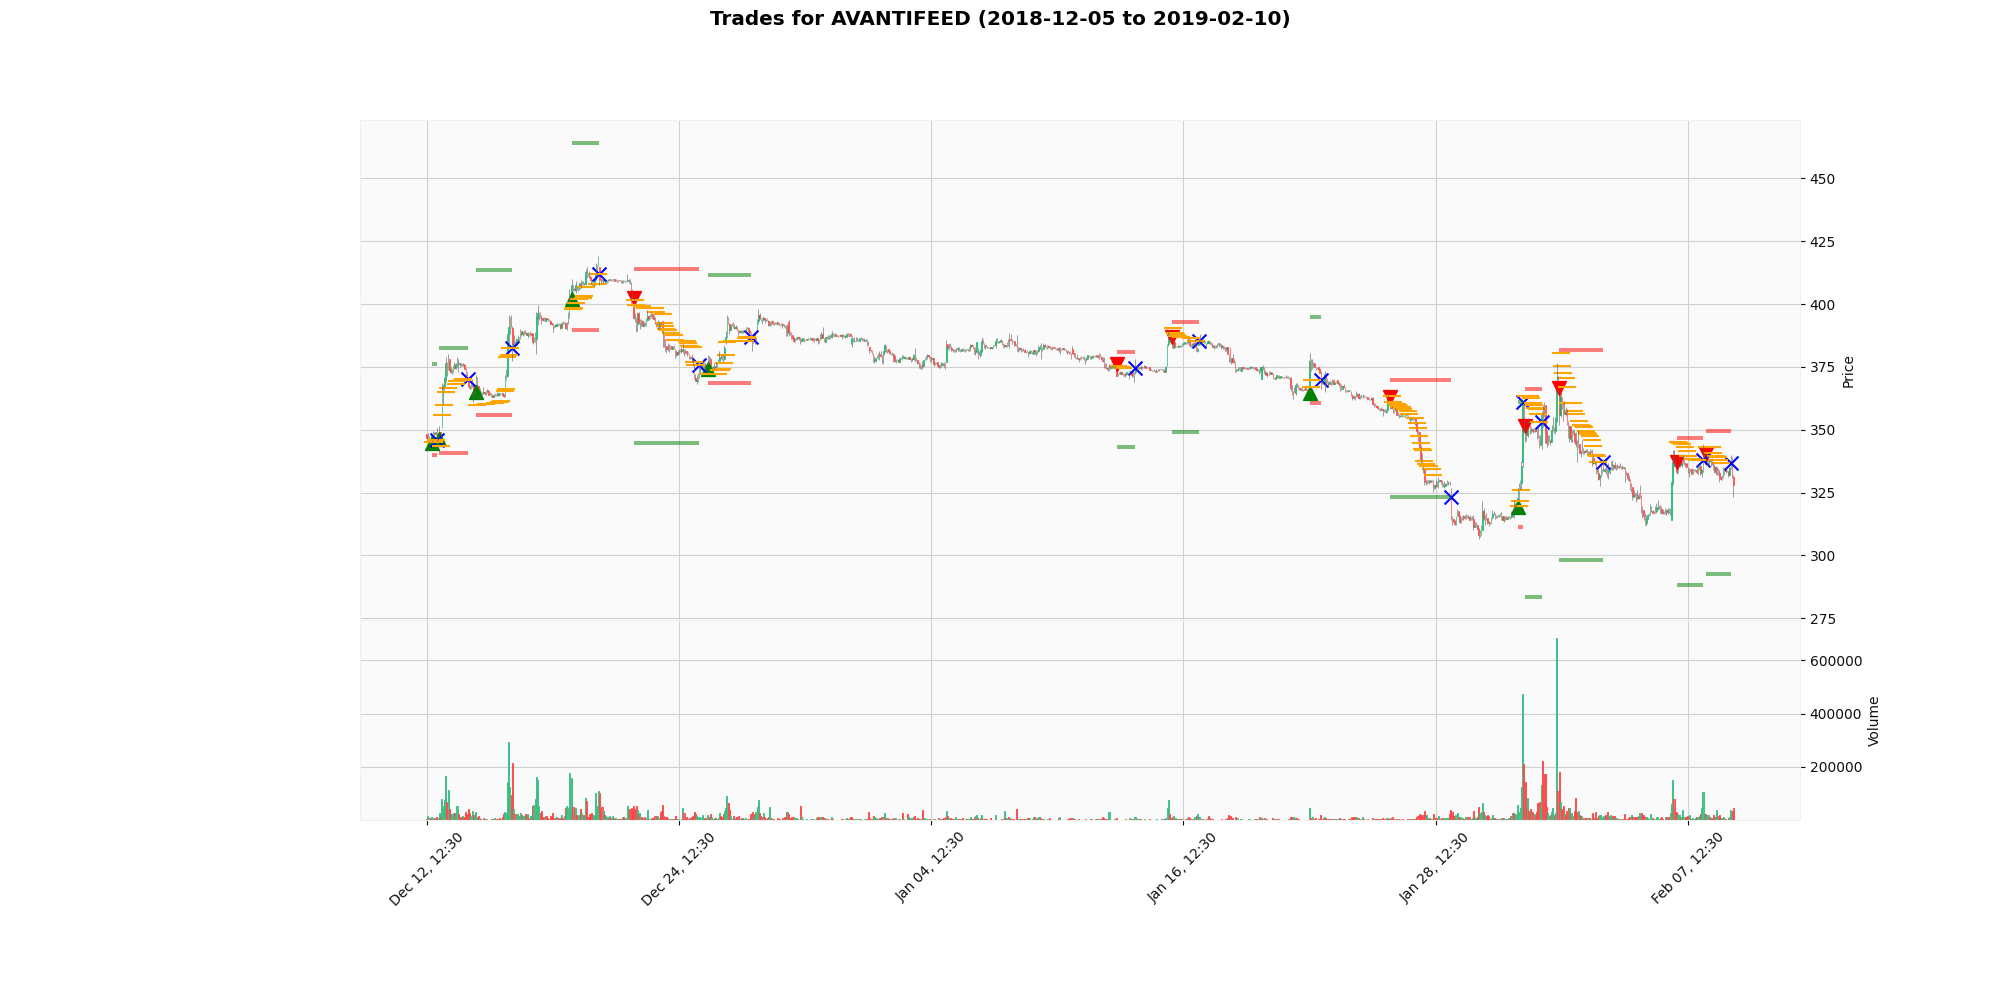 Trades for AVANTIFEED (2018-12-05 to 2019-02-10)
450
425
400
375
350
325
300
275
Price
600000
400000
200000
Volume
Dec 12, 12:30
Dec 24, 12:30
Jan 04, 12:30
Jan 16, 12:30
Jan 28, 12:30
Feb 07, 12:30